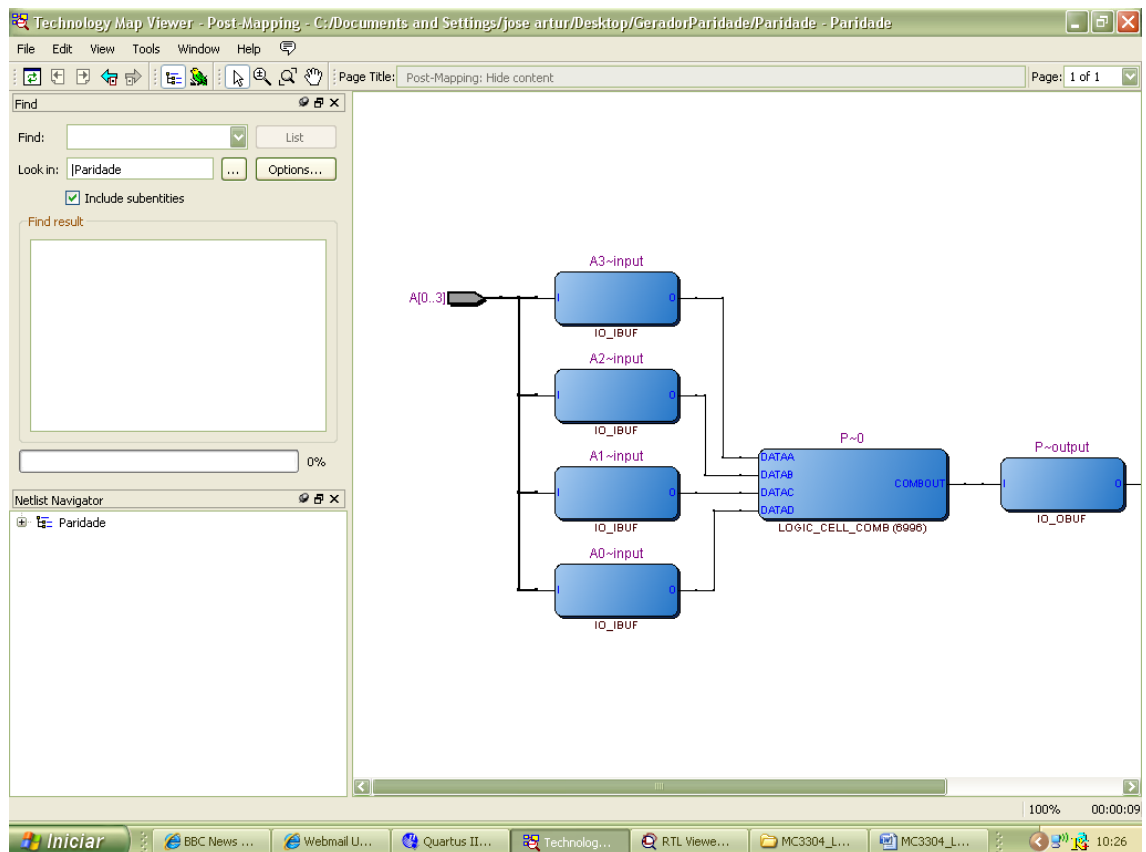 Technology Map Viewer - Post-Mapping - C:/Documents and Settings/jose artur/Desktop/GeradorParidade/Paridade - Paridade
File Edit View Tools Window Help
Page Title: Post-Mapping: Hide content Page: 1 of 1
Find
Find: List
Look in: |Paridade ... Options...
Include subentities
Find result
0%
Netlist Navigator
Paridade
A[0..3]
A3~input
I O
IO_IBUF
A2~input
I O
IO_IBUF
A1~input
I O
IO_IBUF
A0~input
I O
IO_IBUF
P~0
DATAA
DATAB
DATAC
DATAD
COMBOUT
LOGIC_CELL_COMB (6996)
P~output
I O
IO_OBUF
100% 00:00:09
Iniciar BBC News ... Webmail U... Quartus II... Technolog... RTL Viewe... MC3304_L... MC3304_L... 10:26